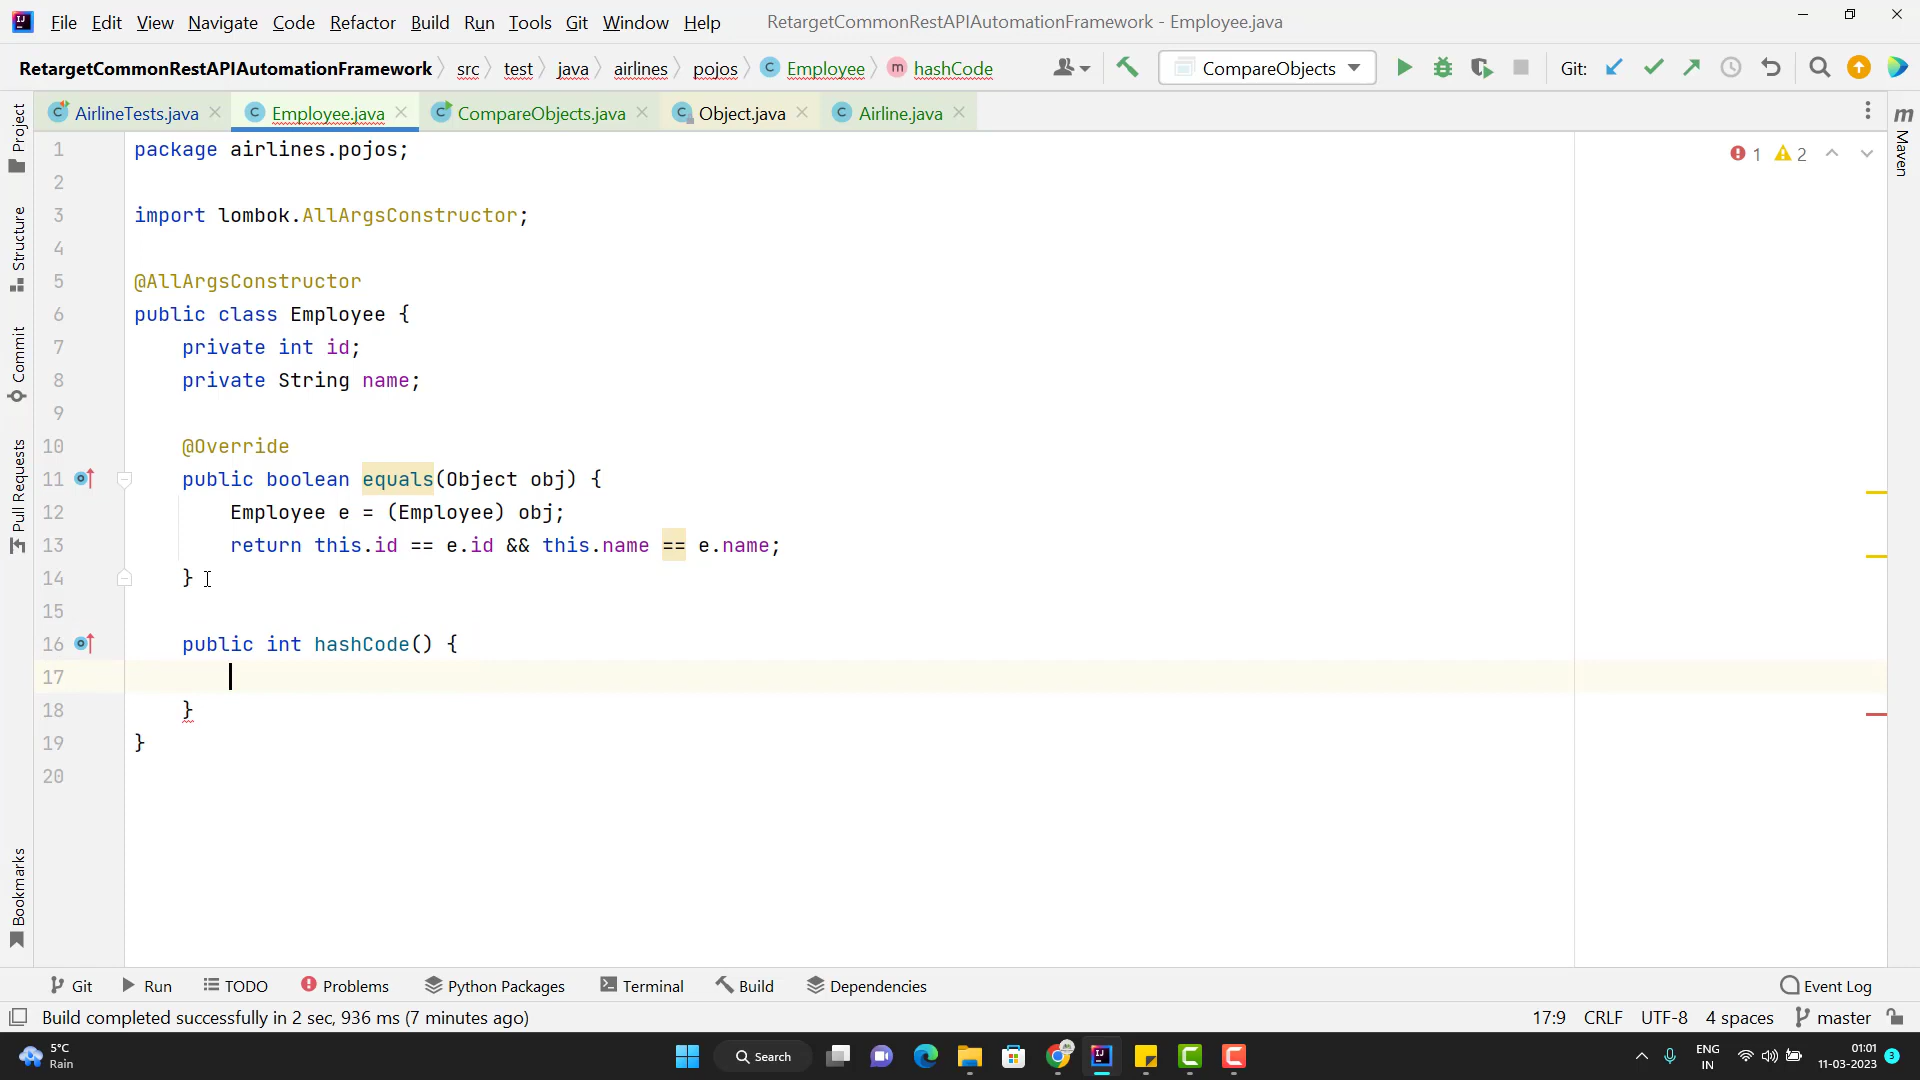 File Edit View Navigate Code Refactor Build Run Tools Git Window Help RetargetCommonRestAPIAutomationFramework - Employee.java
RetargetCommonRestAPIAutomationFramework src test java airlines pojos C Employee m hashCode CompareObjects Git:
AirlineTests.java Employee.java CompareObjects.java Object.java Airline.java
Project
Structure
Commit
Pull Requests
Bookmarks
m Maven
1 2
1 package airlines.pojos;
2
3 import lombok.AllArgsConstructor;
4
5 @AllArgsConstructor
6 public class Employee {
7 private int id;
8 private String name;
9
10 @Override
11 public boolean equals(Object obj) {
12 Employee e = (Employee) obj;
13 return this.id == e.id && this.name == e.name;
14 }
15
16 public int hashCode() {
17
18 }
19 }
20
Git Run TODO Problems Python Packages Terminal Build Dependencies Event Log
Build completed successfully in 2 sec, 936 ms (7 minutes ago) 17:9 CRLF UTF-8 4 spaces master
5°C
Rain
Search
ENG
IN
01:01
11-03-2023
3